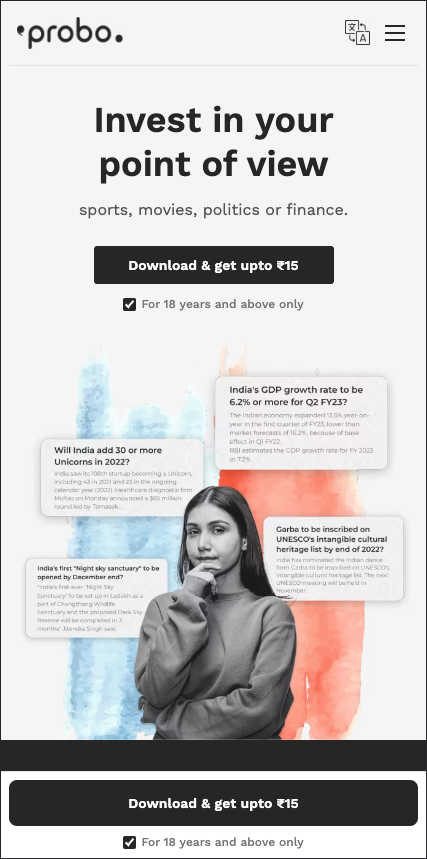 probo.
文
A
Invest in your
point of view
sports, movies, politics or finance.
Download & get upto ₹15
For 18 years and above only
India's GDP growth rate to be
6.2% or more for Q2 FY23?
The Indian economy expanded 13.5% year-on-
year in the first quarter of FY23, lower than
market forecasts of 15.2%, because of base
effect in Q1 FY22.
RBI estimates the GDP growth rate for FY 2023
at 7.2%
Will India add 30 or more
Unicorns in 2022?
India saw its 108th startup becoming a Unicorn,
including 43 in 2021 and 23 in the ongoing
calendar year (2022). Healthcare diagnostic firm
Molbio on Monday announced a $85 million
round led by Temasek...
Garba to be inscribed on
UNESCO's intangible cultural
heritage list by end of 2022?
India has nominated the Indian dance
form Garba to be inscribed on UNESCO's
intangible cultural heritage list. The next
UNESCO meeting will be held in
November.
India's first "Night sky sanctuary" to be
opened by December end?
"India's first-ever "Night Sky
Sanctuary" to be set up in Ladakh as a
part of Changthang Wildlife
Sanctuary and the proposed Dark Sky
Reserve will be completed in 3
months" Jitendra Singh said.
Download & get upto ₹15
For 18 years and above only